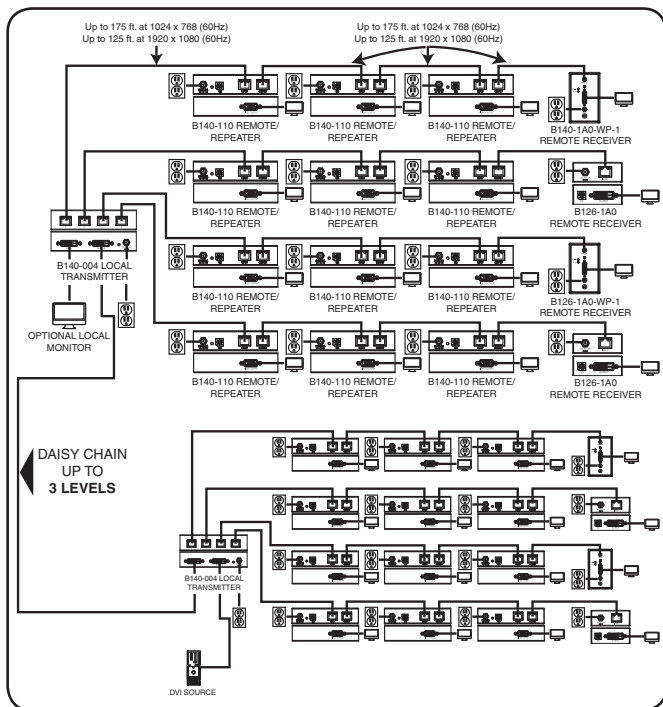 Up to 175 ft. at 1024 x 768 (60Hz)
Up to 125 ft. at 1920 x 1080 (60Hz)
Up to 175 ft. at 1024 x 768 (60Hz)
Up to 125 ft. at 1920 x 1080 (60Hz)
B140-110 REMOTE/
REPEATER
B140-110 REMOTE/
REPEATER
B140-110 REMOTE/
REPEATER
B140-1A0-WP-1
REMOTE RECEIVER
B140-110 REMOTE/
REPEATER
B140-110 REMOTE/
REPEATER
B140-110 REMOTE/
REPEATER
B126-1A0
REMOTE RECEIVER
B140-004 LOCAL
TRANSMITTER
OPTIONAL LOCAL
MONITOR
B140-110 REMOTE/
REPEATER
B140-110 REMOTE/
REPEATER
B140-110 REMOTE/
REPEATER
B126-1A0-WP-1
REMOTE RECEIVER
B140-110 REMOTE/
REPEATER
B140-110 REMOTE/
REPEATER
B140-110 REMOTE/
REPEATER
B126-1A0
REMOTE RECEIVER
DAISY CHAIN
UP TO
3 LEVELS
B140-004 LOCAL
TRANSMITTER
DVI SOURCE